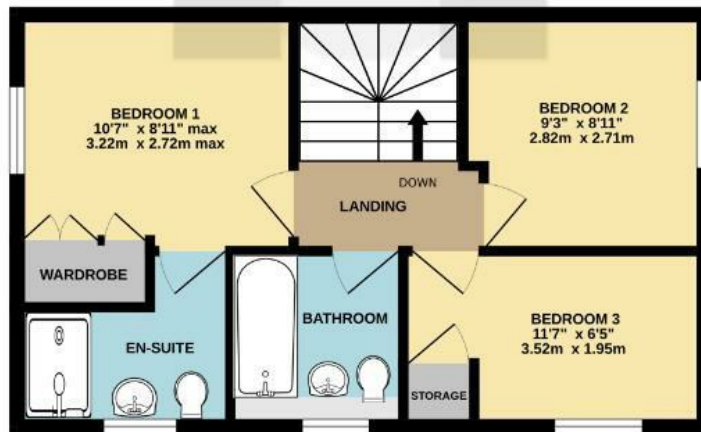 BEDROOM 1
10'7" x 8'11" max
3.22m x 2.72m max
BEDROOM 2
9'3" x 8'11"
2.82m x 2.71m
DOWN
LANDING
WARDROBE
BATHROOM
EN-SUITE
BEDROOM 3
11'7" x 6'5"
3.52m x 1.95m
STORAGE